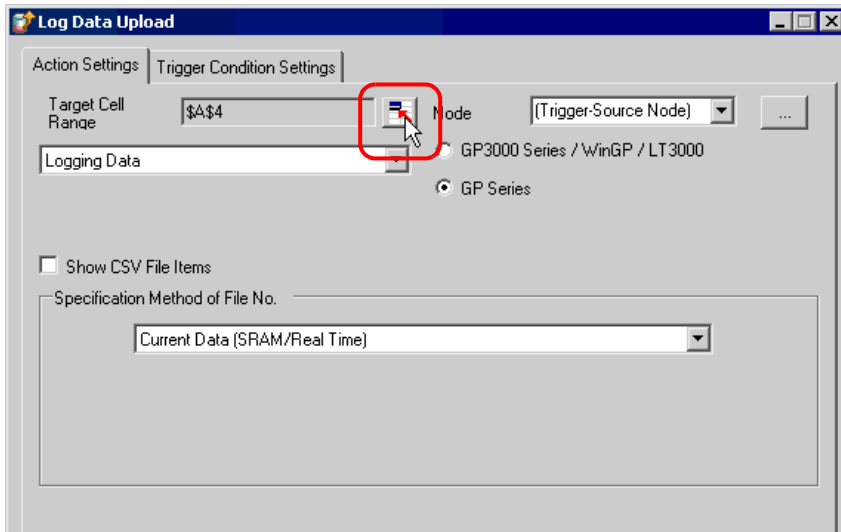 Log Data Upload
Action Settings
Trigger Condition Settings
Target Cell
Range
$A$4
Node
(Trigger-Source Node)
...
Logging Data
GP3000 Series / WinGP / LT3000
GP Series
Show CSV File Items
Specification Method of File No.
Current Data (SRAM/Real Time)